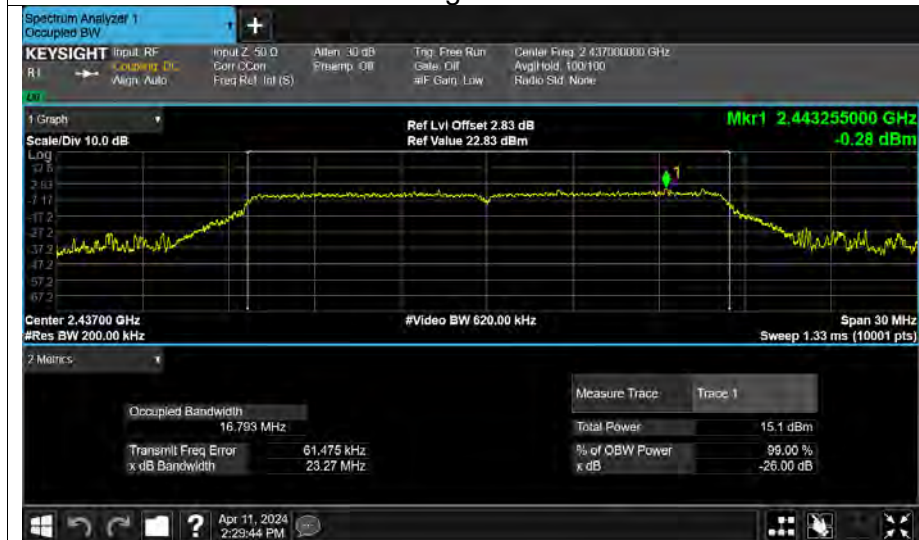 Spectrum Analyzer 1
Occupied BW
KEYSIGHT Input: RF Input Z: 50 Ω Atten: 30 dB Trig: Free Run Center Freq: 2.437000000 GHz
RL Coupling: DC Corr CCorr Preamp: Off Gate: Off Avg|Hold: 100/100
Align: Auto Freq Ref: Int (S) #IF Gain: Low Radio Std: None
1 Graph
Ref Lvl Offset 2.83 dB Mkr1 2.443255000 GHz
Scale/Div 10.0 dB Ref Value 22.83 dBm -0.28 dBm
Log
2.83
-7.17
-17.2
-27.2
-37.2
-47.2
-57.2
-67.2
1
Center 2.43700 GHz #Video BW 620.00 kHz Span 30 MHz
#Res BW 200.00 kHz Sweep 1.33 ms (10001 pts)
2 Metrics
Measure Trace Trace 1
Occupied Bandwidth
16.793 MHz
Total Power 15.1 dBm
Transmit Freq Error 61.475 kHz % of OBW Power 99.00 %
x dB Bandwidth 23.27 MHz x dB -26.00 dB
? Apr 11, 2024
2:29:44 PM